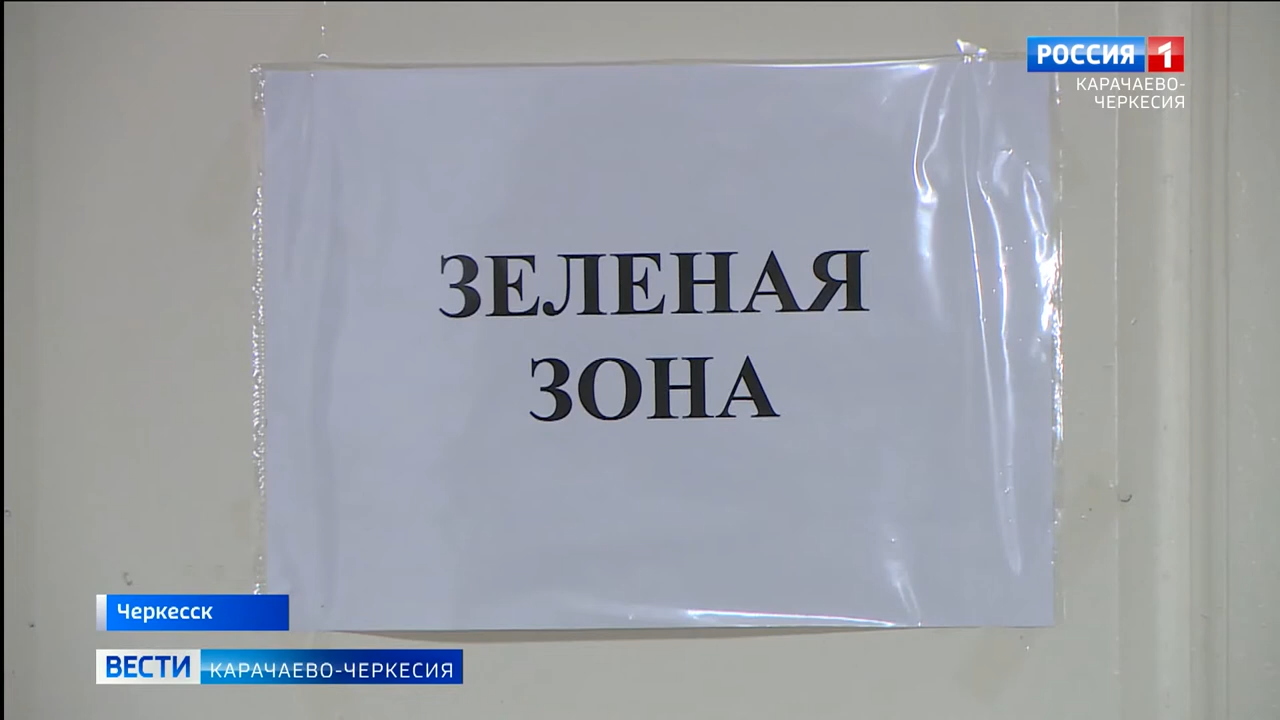 РОССИЯ 1
КАРАЧАЕВО-
ЧЕРКЕСИЯ
ЗЕЛЕНАЯ
ЗОНА
Черкесск
ВЕСТИ КАРАЧАЕВО-ЧЕРКЕСИЯ